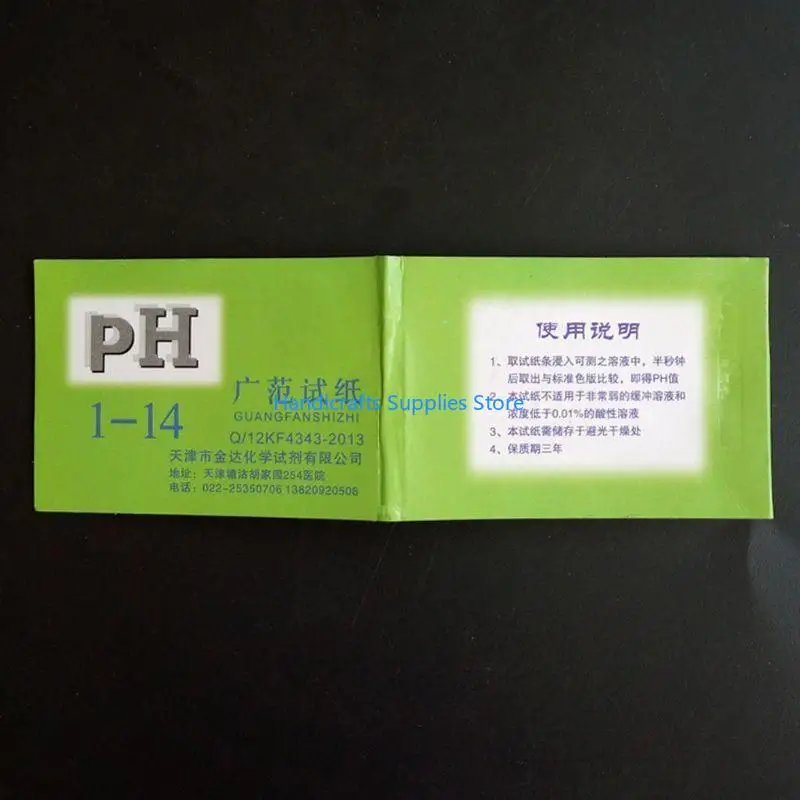 pH
1-14
广范试纸
GUANGFANSHIZHI
Q/12KF4343-2013
天津市金达化学试剂有限公司
地址：天津塘沽胡家园254医院
电话：022-25350706 13820920508
Handicrafts Supplies Store
使用说明
1、取试纸条浸入可测之溶液中，半秒钟
后取出与标准色版比较，即得PH值
2、本试纸不适用于非常弱的缓冲溶液和
浓度低于0.01%的酸性溶液
3、本试纸需储存于避光干燥处
4、保质期三年